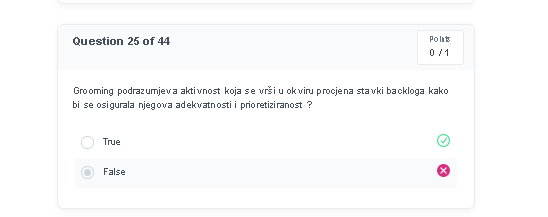 Question 25 of 44
Points
0 / 1
Grooming podrazumjeva aktivnost koja se vrši u okviru procjena stavki backloga kako
bi se osigurala njegova adekvatnosti i prioretiziranost ?
True
False